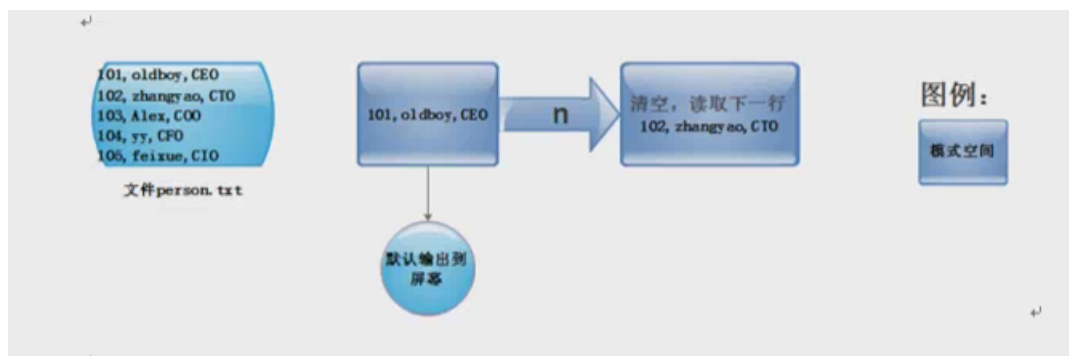 101, oldboy, CEO
102, zhangyao, CTO
103, Alex, COO
104, yy, CFO
105, feixue, CIO
文件person.txt
101, oldboy, CEO
n
清空，读取下一行
102, zhangyao, CTO
默认输出到
屏幕
图例：
模式空间